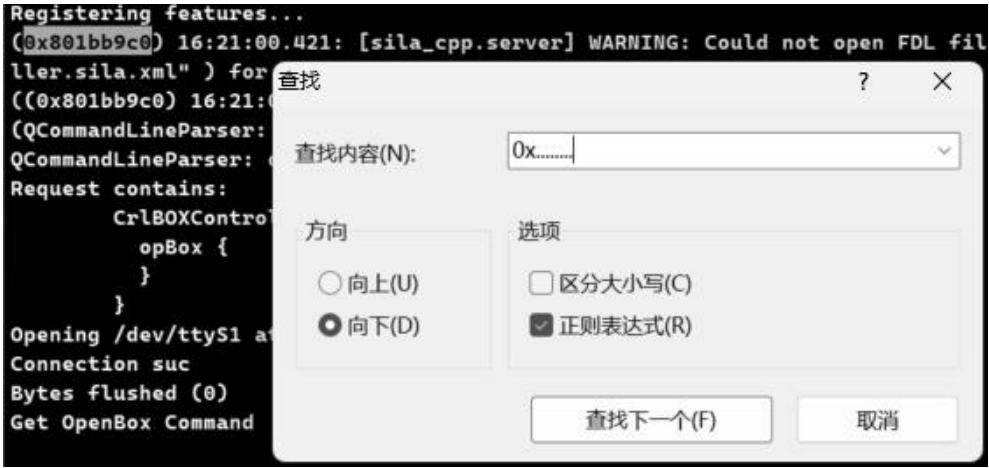 Registering features...
(0x801bb9c0) 16:21:00.421: [sila_cpp.server] WARNING: Could not open FDL fil
ller.sila.xml" ) for
((0x801bb9c0) 16:21:
(QCommandLineParser:
QCommandLineParser:
Request contains:
CrlBOXControl
opBox {
}
}
Opening /dev/ttyS1 at
Connection suc
Bytes flushed (0)
Get OpenBox Command
查找
?
查找内容(N):
0x........
方向
向上(U)
向下(D)
选项
区分大小写(C)
正则表达式(R)
查找下一个(F)
取消